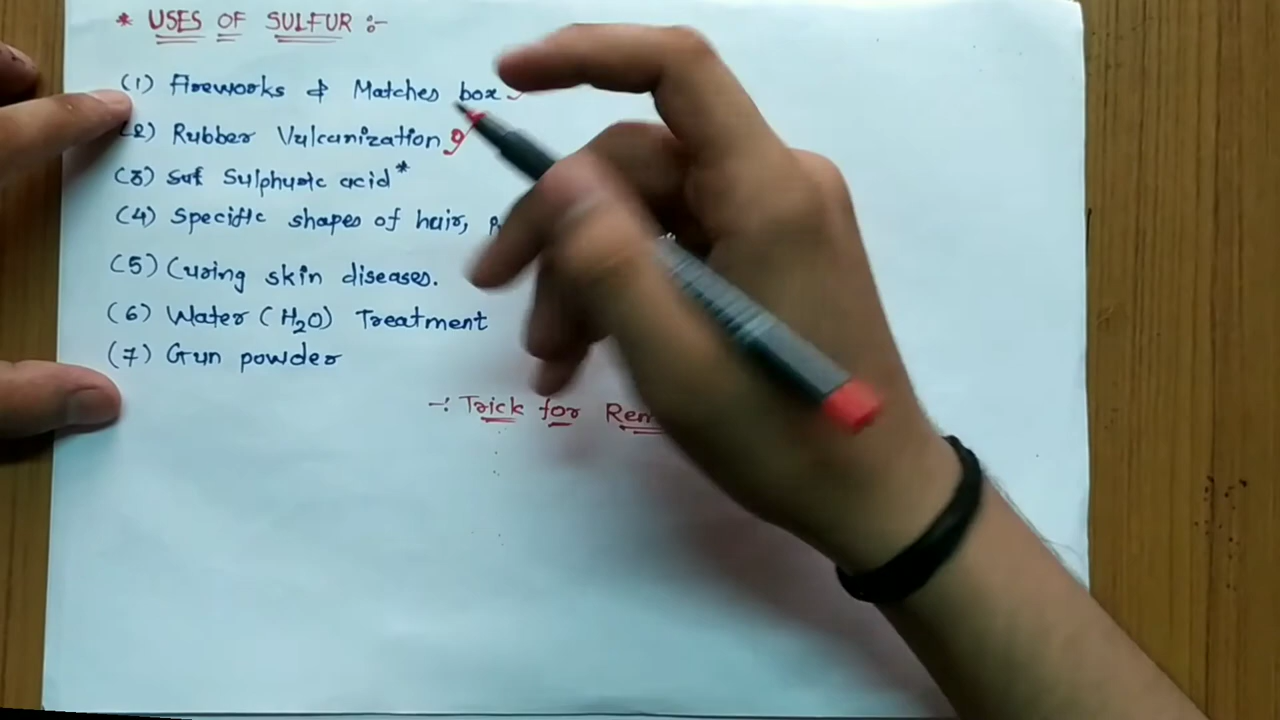 * USES OF SULFUR :-
(1) Fireworks & Matches box
(2) Rubber Vulcanization
(3) Sulphuric acid *
(4) Specific shapes of hair,
(5) Curing skin diseases.
(6) Water (H₂O) Treatment
(7) Gun powder
-: Trick for